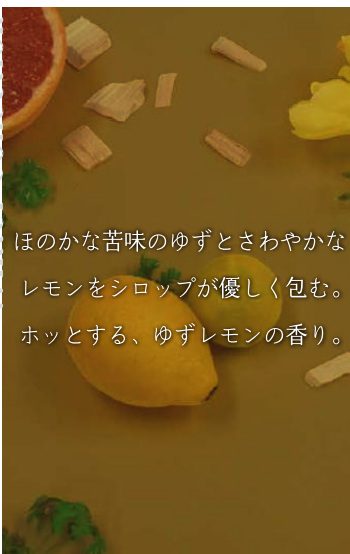 ほのかな苦味のゆずとさわやかな
レモンをシロップが優しく包む。
ホッとする、ゆずレモンの香り。